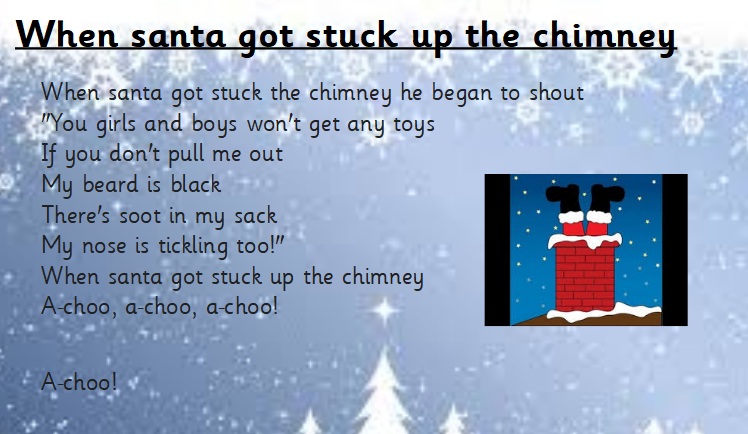 When santa got stuck up the chimney
When santa got stuck the chimney he began to shout
"You girls and boys won't get any toys
If you don't pull me out
My beard is black
There's soot in my sack
My nose is tickling too!"
When santa got stuck up the chimney
A-choo, a-choo, a-choo!
A-choo!